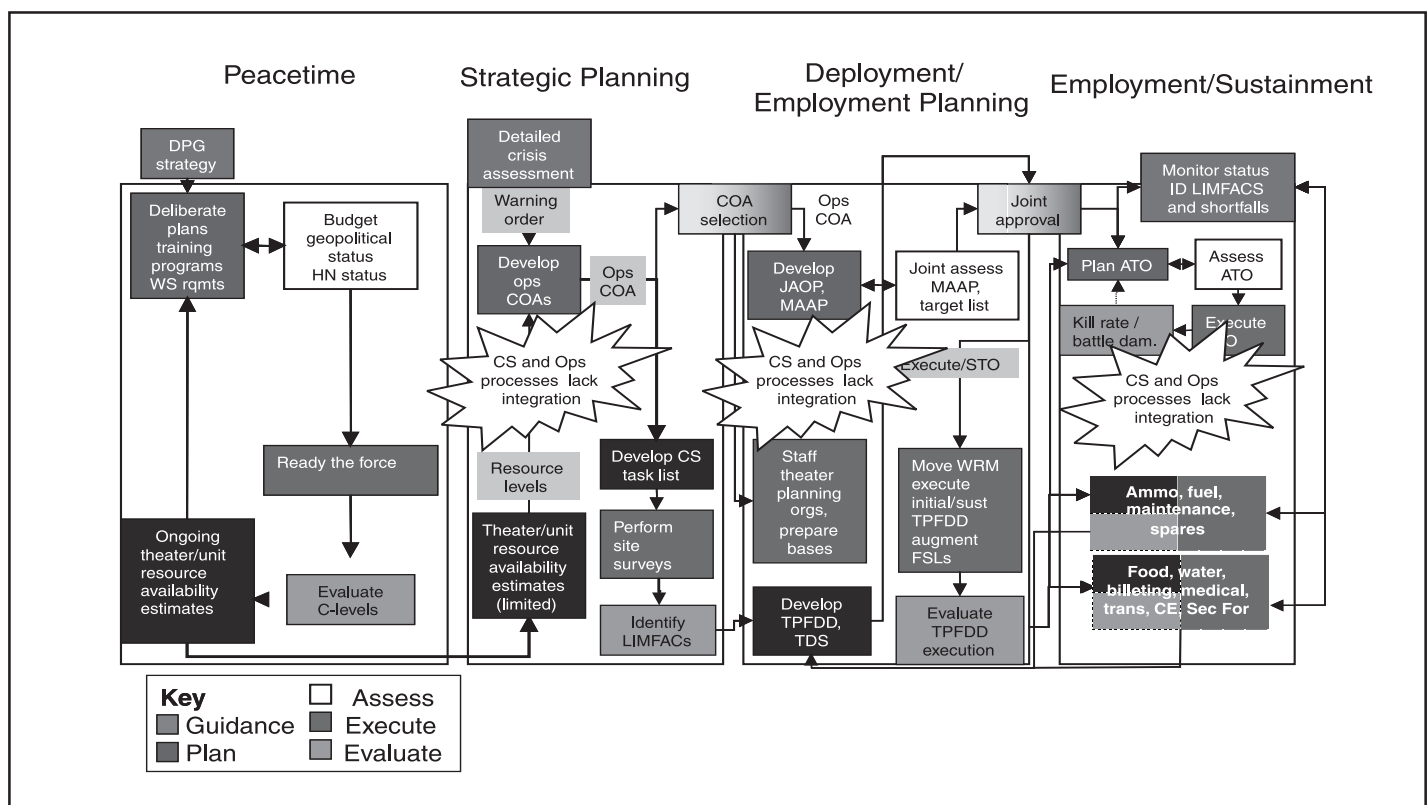 Peacetime
Strategic Planning
Deployment/
Employment Planning
Employment/Sustainment
DPG
strategy
Deliberate
plans
training
programs
WS rqmts
Budget
geopolitical
status
HN status
Ready the force
Ongoing
theater/unit
resource
availability
estimates
Evaluate
C-levels
Detailed
crisis
assessment
Warning
order
Develop
ops
COAs
Ops
COA
CS and Ops
processes lack
integration
Resource
levels
Theater/unit
resource
availability
estimates
(limited)
Develop CS
task list
Perform
site
surveys
Identify
LIMFACs
COA
selection
Ops
COA
Develop
JAOP,
MAAP
Joint assess
MAAP,
target list
CS and Ops
processes lack
integration
Execute/STO
Staff
theater
planning
orgs,
prepare
bases
Move WRM
execute
initial/sust
TPFDD
augment
FSLs
Develop
TPFDD,
TDS
Evaluate
TPFDD
execution
Joint
approval
Monitor status
ID LIMFACS
and shortfalls
Plan ATO
Assess
ATO
Kill rate /
battle dam.
Execute
O
CS and Ops
processes lack
integration
Ammo, fuel,
maintenance,
spares
Food, water,
billeting, medical,
trans, CE, Sec For
Key
Guidance
Plan
Assess
Execute
Evaluate